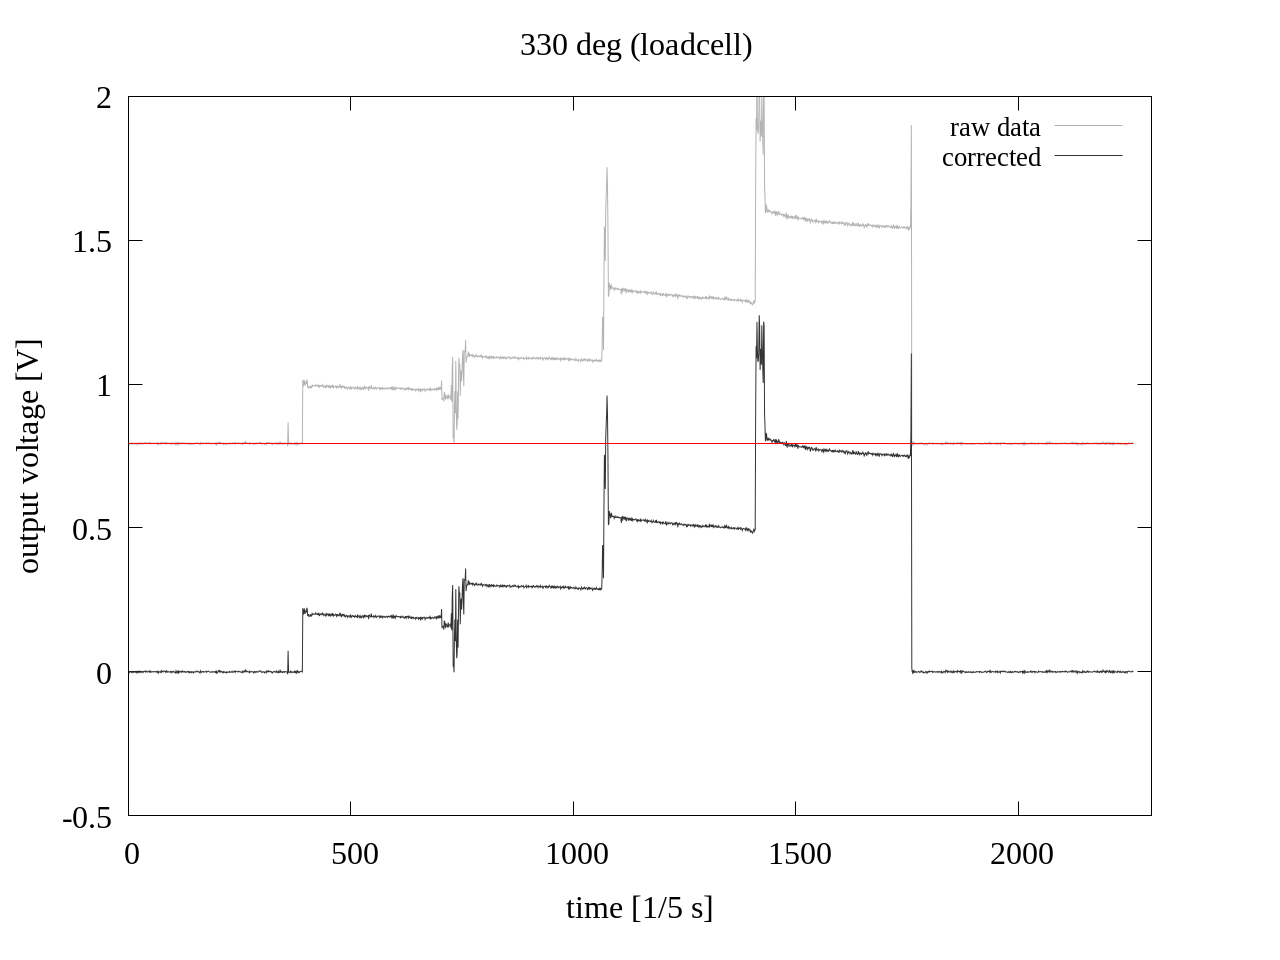 330 deg (loadcell)
raw data
corrected
2
1.5
1
0.5
0
-0.5
output voltage [V]
0 500 1000 1500 2000
time [1/5 s]